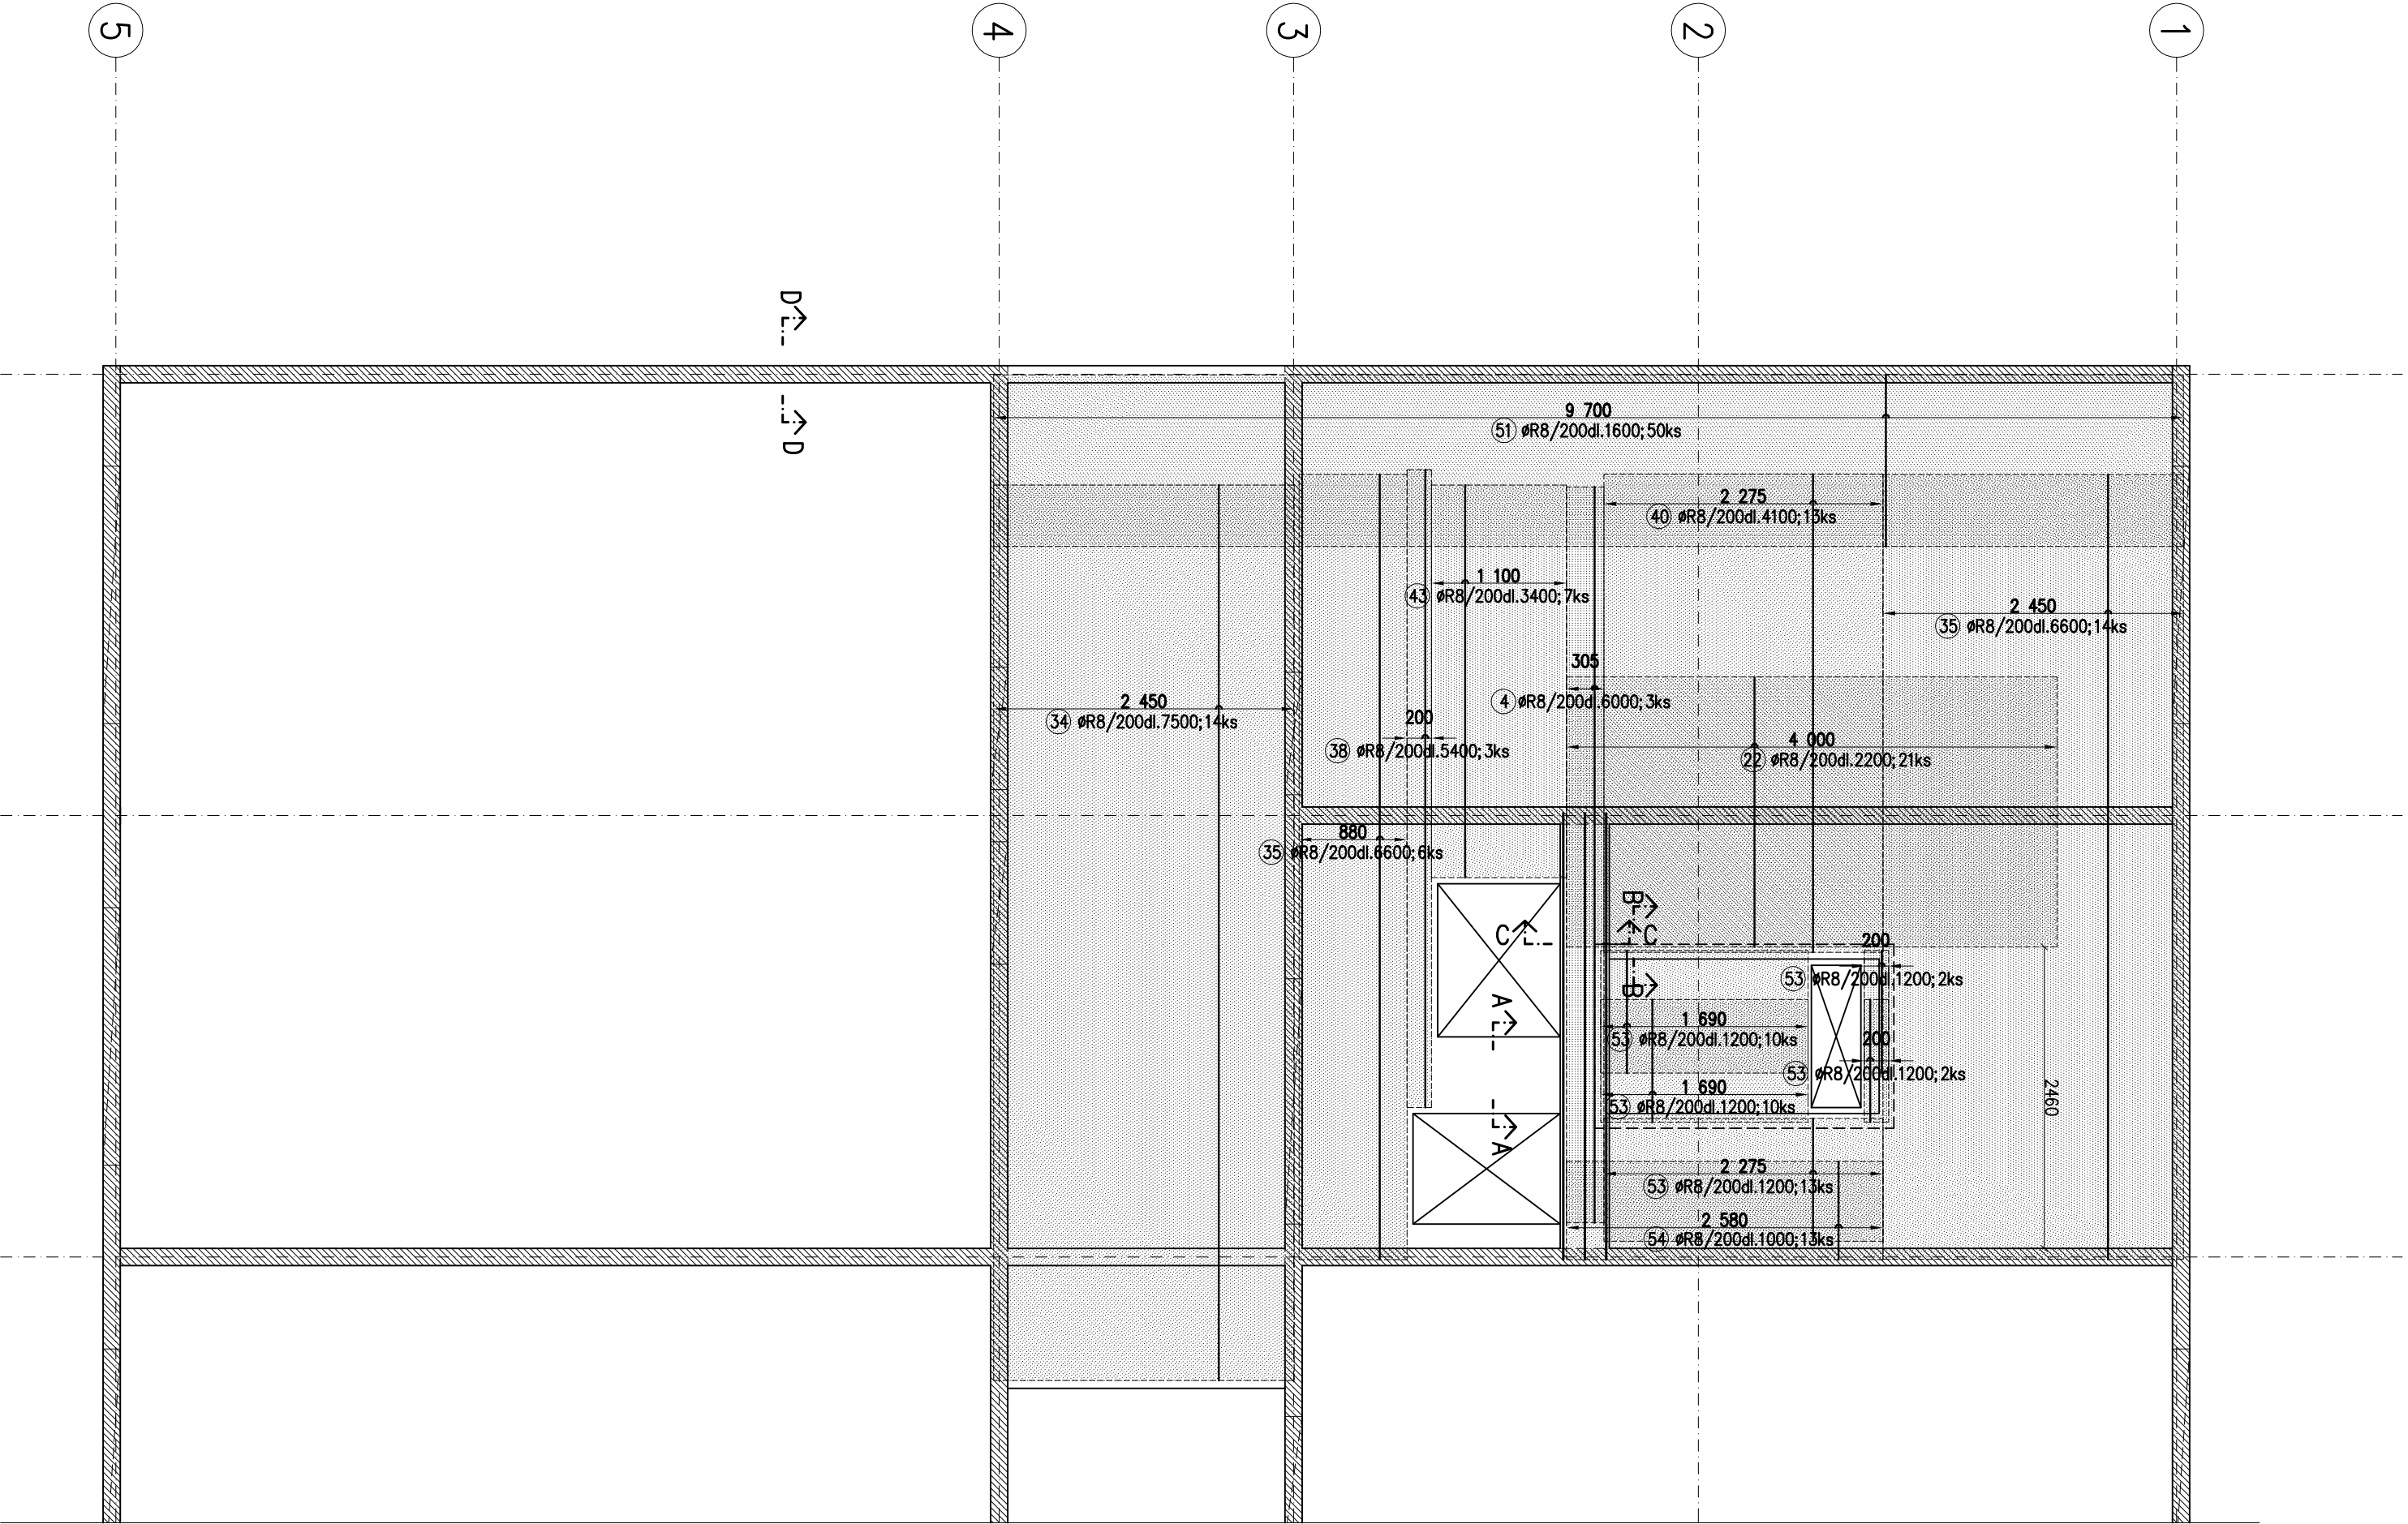 5
4
3
2
1
D
D
9 700
51 øR8/200dl.1600;50ks
2 275
40 øR8/200dl.4100;13ks
1 100
43 øR8/200dl.3400;7ks
2 450
35 øR8/200dl.6600;14ks
305
4 øR8/200dl.6000;3ks
2 450
34 øR8/200dl.7500;14ks
200
38 øR8/200dl.5400;3ks
4 000
22 øR8/200dl.2200;21ks
880
35 øR8/200dl.6600;6ks
B
C
C
200
53 øR8/200dl.1200;2ks
B
A
1 690
53 øR8/200dl.1200;10ks
200
53 øR8/200dl.1200;2ks
1 690
53 øR8/200dl.1200;10ks
2460
A
2 275
53 øR8/200dl.1200;13ks
2 580
54 øR8/200dl.1000;13ks